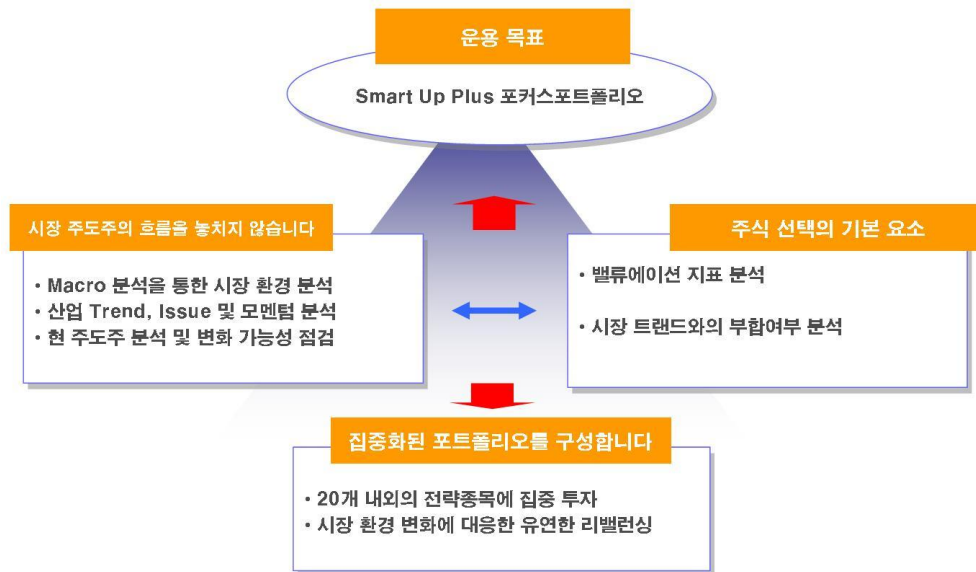 운용 목표
Smart Up Plus 포커스포트폴리오
시장 주도주의 흐름을 놓치지 않습니다
• Macro 분석을 통한 시장 환경 분석
• 산업 Trend, Issue 및 모멘텀 분석
• 현 주도주 분석 및 변화 가능성 점검
주식 선택의 기본 요소
• 밸류에이션 지표 분석
• 시장 트랜드와의 부합여부 분석
집중화된 포트폴리오를 구성합니다
• 20개 내외의 전략종목에 집중 투자
• 시장 환경 변화에 대응한 유연한 리밸런싱